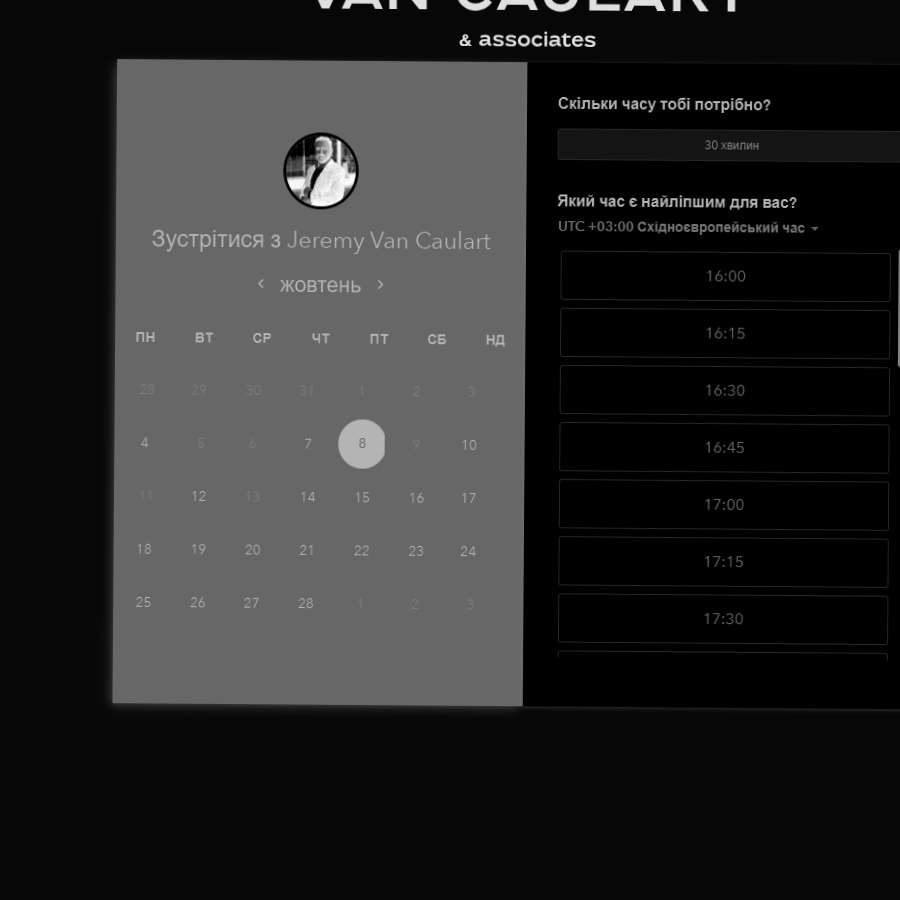 VAN CAULART
& associates
Зустрітися з Jeremy Van Caulart
‹ жовтень ›
ПН ВТ СР ЧТ ПТ СБ НД
28 29 30 31 1 2 3
4 5 6 7 8 9 10
11 12 13 14 15 16 17
18 19 20 21 22 23 24
25 26 27 28 1 2 3
Скільки часу тобі потрібно?
30 хвилин
Який час є найліпшим для вас?
UTC +03:00 Східноєвропейський час
16:00
16:15
16:30
16:45
17:00
17:15
17:30